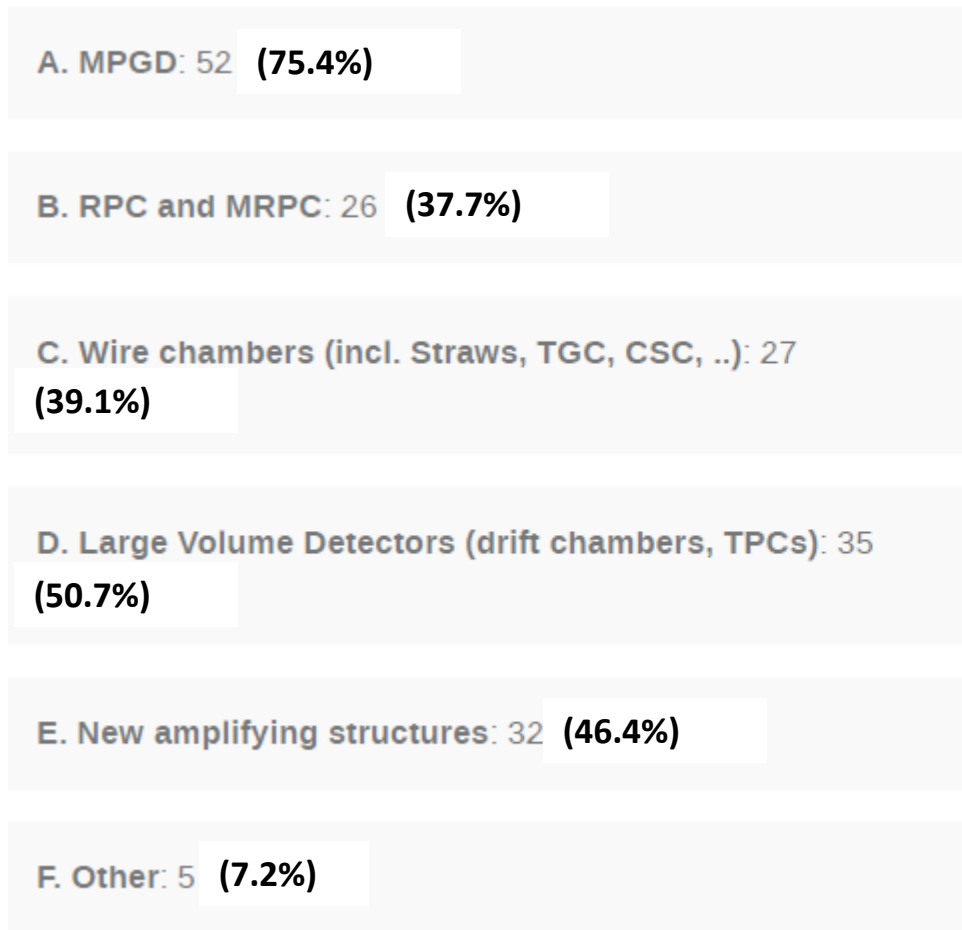 A. MPGD: 52 (75.4%)
B. RPC and MRPC: 26 (37.7%)
C. Wire chambers (incl. Straws, TGC, CSC, ..): 27
(39.1%)
D. Large Volume Detectors (drift chambers, TPCs): 35
(50.7%)
E. New amplifying structures: 32 (46.4%)
F. Other: 5 (7.2%)